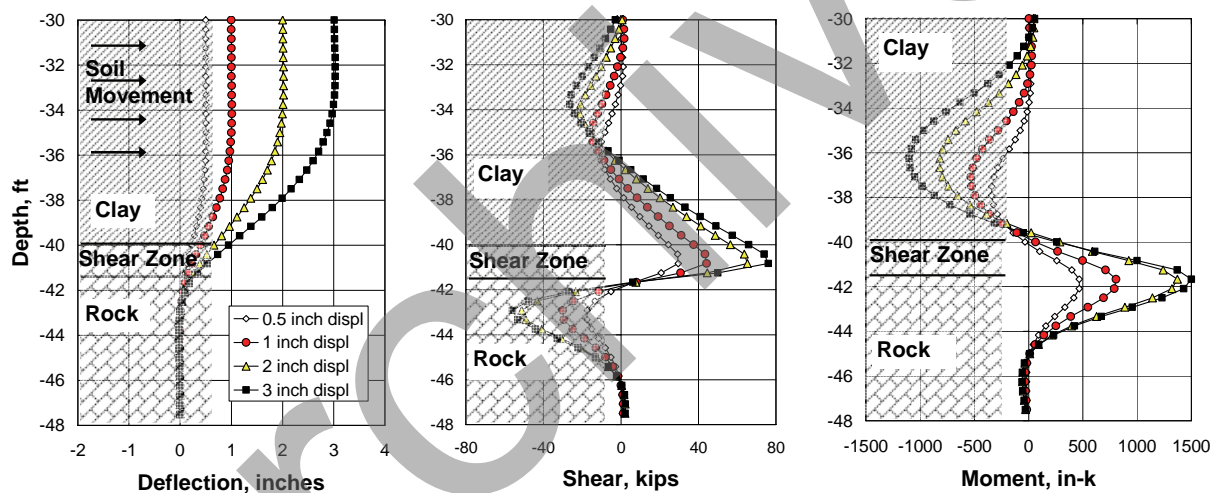 -30
-32
-34
-36
-38
-40
-42
-44
-46
-48
Depth, ft
Soil
Movement
Clay
Shear Zone
Rock
0.5 inch displ
1 inch displ
2 inch displ
3 inch displ
-2 -1 0 1 2 3 4
Deflection, inches
-30
-32
-34
-36
-38
-40
-42
-44
-46
-48
Clay
Shear Zone
Rock
-80 -40 0 40 80
Shear, kips
-30
-32
-34
-36
-38
-40
-42
-44
-46
-48
Clay
Shear Zone
Rock
-1500 -1000 -500 0 500 1000 1500
Moment, in-k